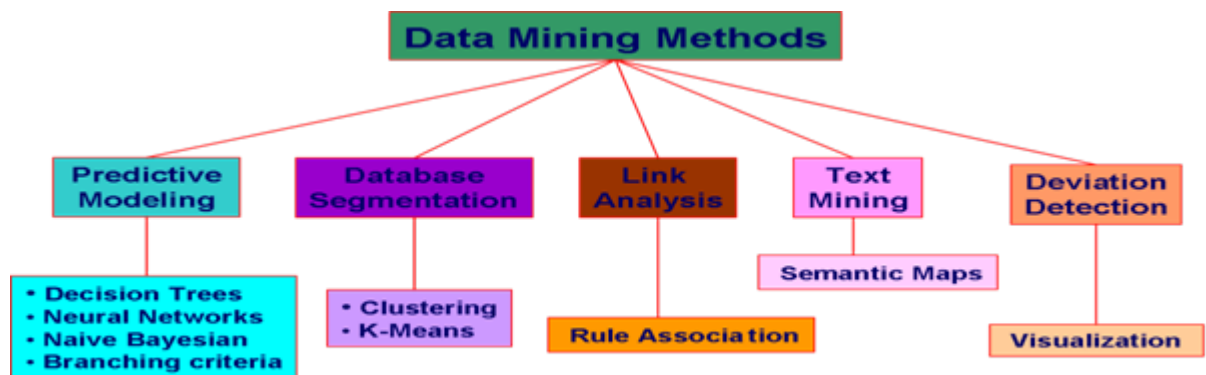 Data Mining Methods
Predictive
Modeling
Database
Segmentation
Link
Analysis
Text
Mining
Deviation
Detection
• Decision Trees
• Neural Networks
• Naive Bayesian
• Branching criteria
• Clustering
• K-Means
Rule Association
Semantic Maps
Visualization